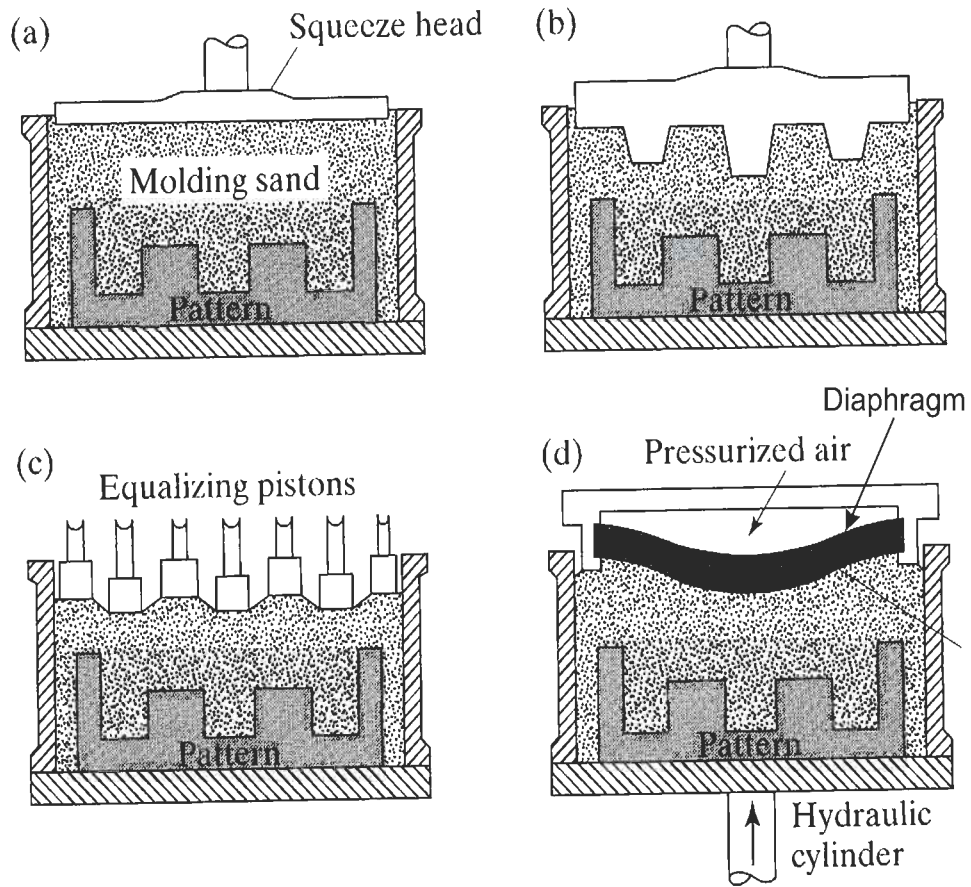 (a)
Squeeze head
(b)
Molding sand
Pattern
Pattern
(c)
Equalizing pistons
(d)
Diaphragm
Pressurized air
Pattern
Pattern
Hydraulic
cylinder